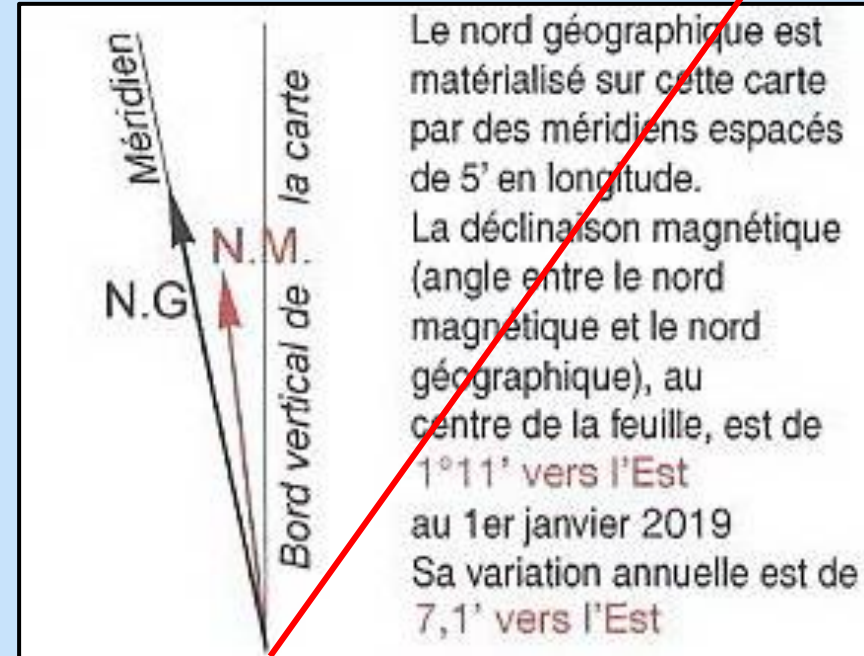 Méridien
N.G
N.M.
Bord vertical de la carte
Le nord géographique est
matérialisé sur cette carte
par des méridiens espacés
de 5' en longitude.
La déclinaison magnétique
(angle entre le nord
magnétique et le nord
géographique), au
centre de la feuille, est de
1°11' vers l'Est
au 1er janvier 2019
Sa variation annuelle est de
7,1' vers l'Est